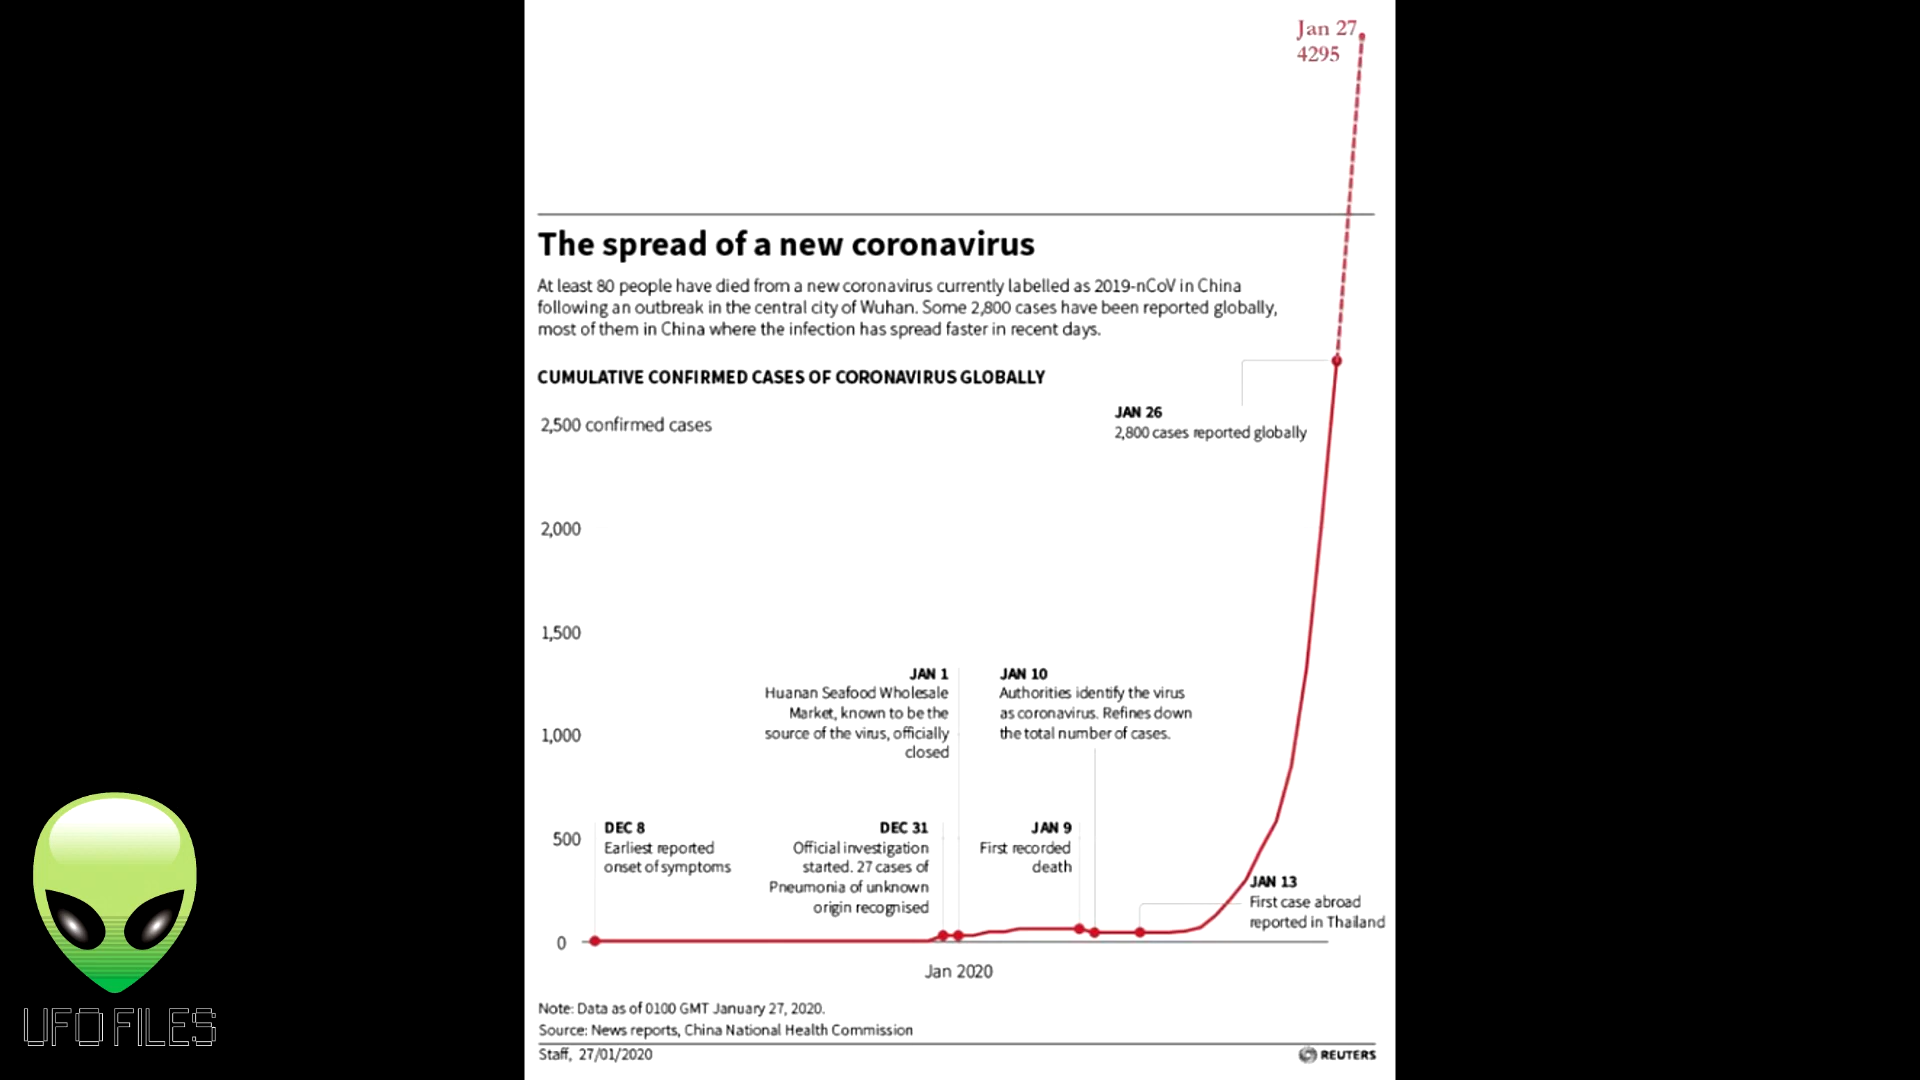 Jan 27
4295
The spread of a new coronavirus
At least 80 people have died from a new coronavirus currently labelled as 2019-nCoV in China
following an outbreak in the central city of Wuhan. Some 2,800 cases have been reported globally,
most of them in China where the infection has spread faster in recent days.
CUMULATIVE CONFIRMED CASES OF CORONAVIRUS GLOBALLY
2,500 confirmed cases
JAN 26
2,800 cases reported globally
2,000
1,500
JAN 1
Huanan Seafood Wholesale
Market, known to be the
source of the virus, officially
closed
JAN 10
Authorities identify the virus
as coronavirus. Refines down
the total number of cases.
1,000
500
DEC 8
Earliest reported
onset of symptoms
DEC 31
Official investigation
started. 27 cases of
Pneumonia of unknown
origin recognised
JAN 9
First recorded
death
JAN 13
First case abroad
reported in Thailand
0
Jan 2020
Note: Data as of 0100 GMT January 27, 2020.
Source: News reports, China National Health Commission
Staff, 27/01/2020
REUTERS
UFO FILES